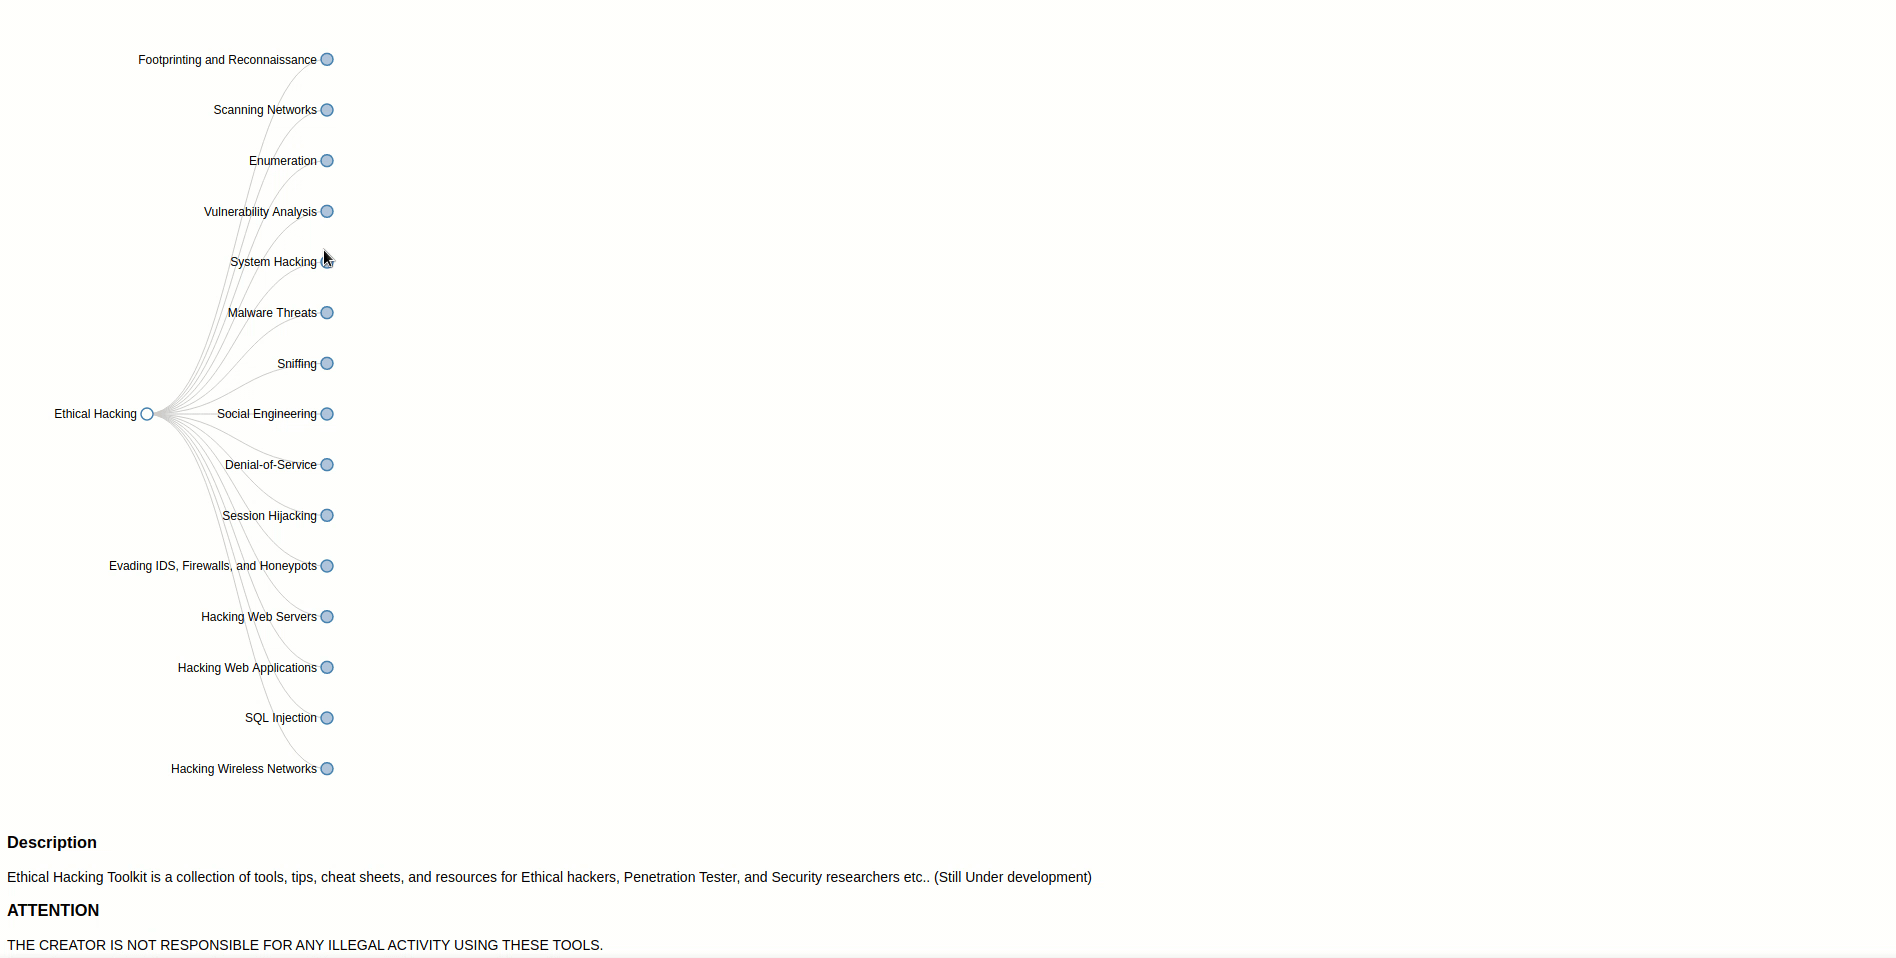 Footprinting and Reconnaissance
Scanning Networks
Enumeration
Vulnerability Analysis
System Hacking
Malware Threats
Sniffing
Ethical Hacking
Social Engineering
Denial-of-Service
Session Hijacking
Evading IDS, Firewalls, and Honeypots
Hacking Web Servers
Hacking Web Applications
SQL Injection
Hacking Wireless Networks
Description
Ethical Hacking Toolkit is a collection of tools, tips, cheat sheets, and resources for Ethical hackers, Penetration Tester, and Security researchers etc.. (Still Under development)
ATTENTION
THE CREATOR IS NOT RESPONSIBLE FOR ANY ILLEGAL ACTIVITY USING THESE TOOLS.